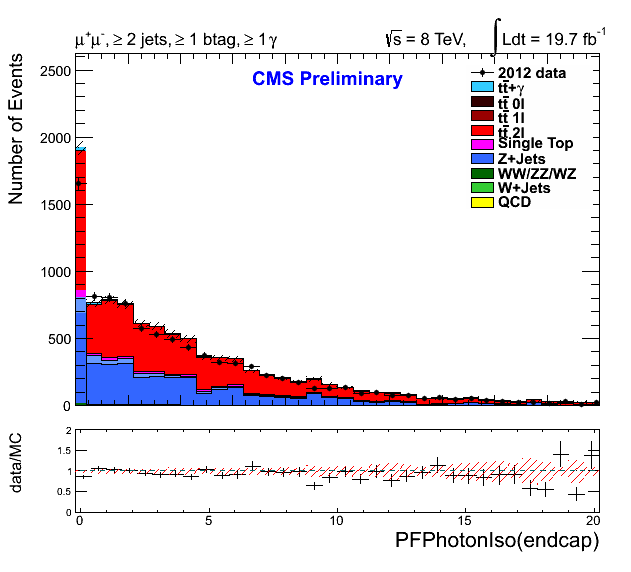 μ⁺μ⁻, ≥ 2 jets, ≥ 1 btag, ≥ 1 γ
√s = 8 TeV, ∫ Ldt = 19.7 fb⁻¹
CMS Preliminary
2012 data
tt̄+γ
tt̄ 0l
tt̄ 1l
tt̄ 2l
Single Top
Z+Jets
WW/ZZ/WZ
W+Jets
QCD
Number of Events
2500
2000
1500
1000
500
0
data/MC
2
1.5
1
0.5
0
0 5 10 15 20
PFPhotonIso(endcap)